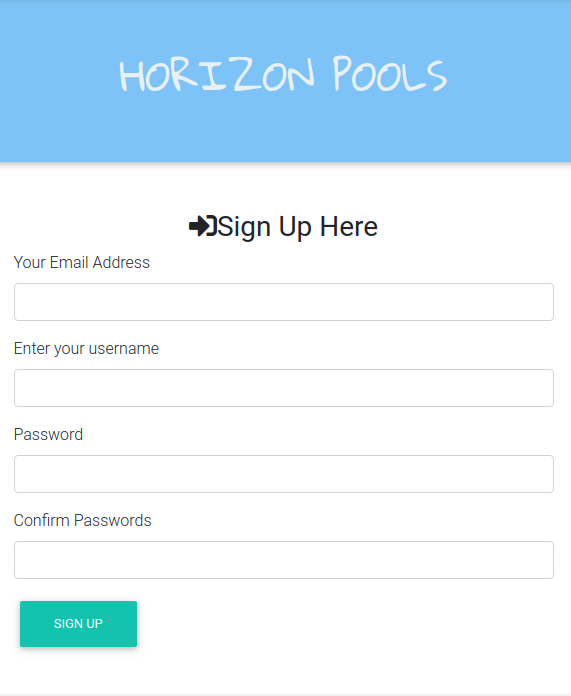 HORIZON POOLS
Sign Up Here
Your Email Address
Enter your username
Password
Confirm Passwords
SIGN UP